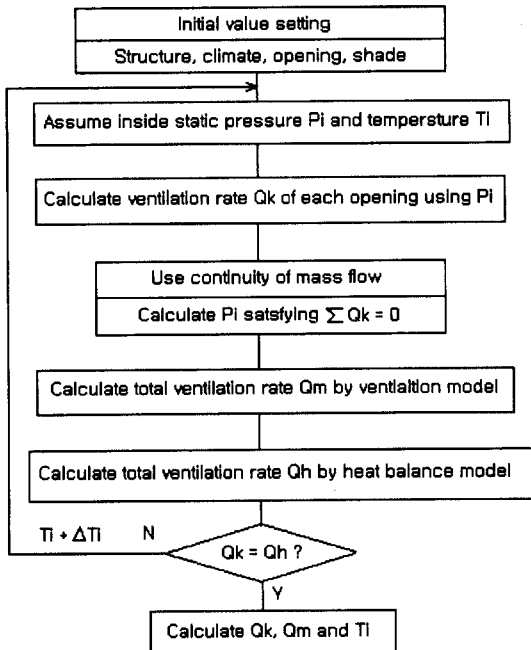 Initial value setting
Structure, climate, opening, shade
Assume inside static pressure Pi and tempersture Ti
Calculate ventilation rate Qk of each opening using Pi
Use continuity of mass flow
Calculate Pi satsfying ∑ Qk = 0
Calculate total ventilation rate Qm by ventlaltion model
Calculate total ventilation rate Qh by heat balance model
Ti + ΔTi N
Qk = Qh ?
Y
Calculate Qk, Qm and Ti